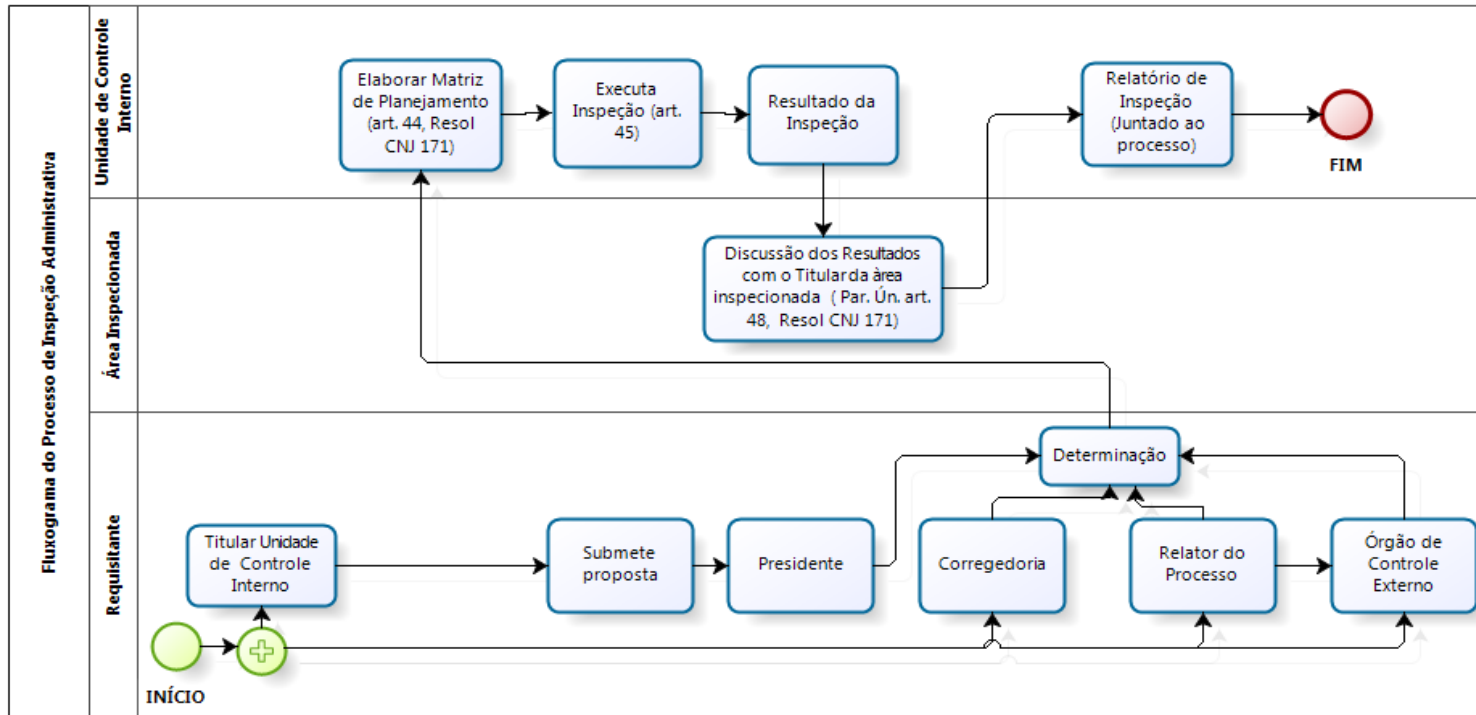 Fluxograma do Processo de Inspeção Administrativa
Unidade de Controle
Interno
Elaborar Matriz
de Planejamento
(art. 44, Resol
CNJ 171)
Executa
Inspeção (art.
45)
Resultado da
Inspeção
Relatório de
Inspeção
(Juntado ao
processo)
FIM
Área Inspecionada
Discussão dos Resultados
com o Titular da àrea
inspecionada ( Par. Ún. art.
48, Resol CNJ 171)
Requisitante
Determinação
Titular Unidade
de Controle
Interno
Submete
proposta
Presidente
Corregedoria
Relator do
Processo
Órgão de
Controle
Externo
INÍCIO